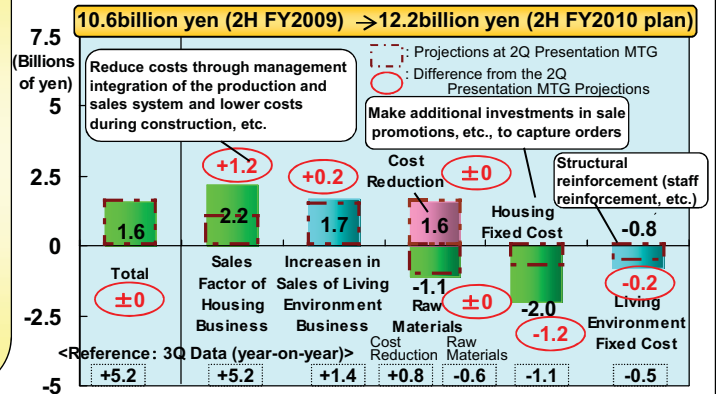 10.6billion yen (2H FY2009) → 12.2billion yen (2H FY2010 plan)
7.5
(Billions
of yen)
5
2.5
0
-2.5
-5
: Projections at 2Q Presentation MTG
: Difference from the 2Q
Presentation MTG Projections
Reduce costs through management
integration of the production and
sales system and lower costs
during construction, etc.
Make additional investments in sale
promotions, etc., to capture orders
Structural
reinforcement (staff
reinforcement, etc.)
+1.2
+0.2
Cost
Reduction
±0
Housing
Fixed Cost
1.6
2.2
1.7
1.6
-0.8
Total
±0
Sales
Factor of
Housing
Business
Increasen in
Sales of Living
Environment
Business
-1.1
Raw
Materials
±0
-2.0
-1.2
-0.2
Living
Environment
Fixed Cost
<Reference: 3Q Data (year-on-year)>
Cost
Reduction
Raw
Materials
+5.2
+5.2
+1.4
+0.8
-0.6
-1.1
-0.5